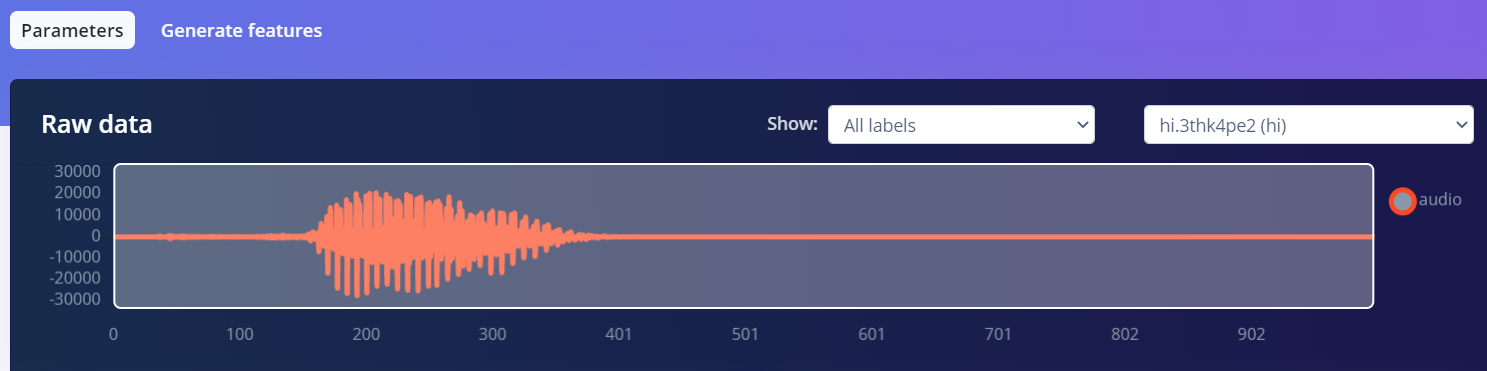 Parameters Generate features
Raw data Show: All labels hi.3thk4pe2 (hi)
30000
20000
10000
0
-10000
-20000
-30000
audio
0 100 200 300 401 501 601 701 802 902